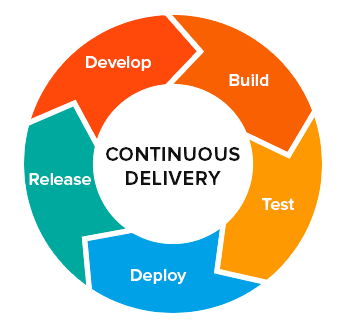 Develop
Build
CONTINUOUS
DELIVERY
Release
Test
Deploy